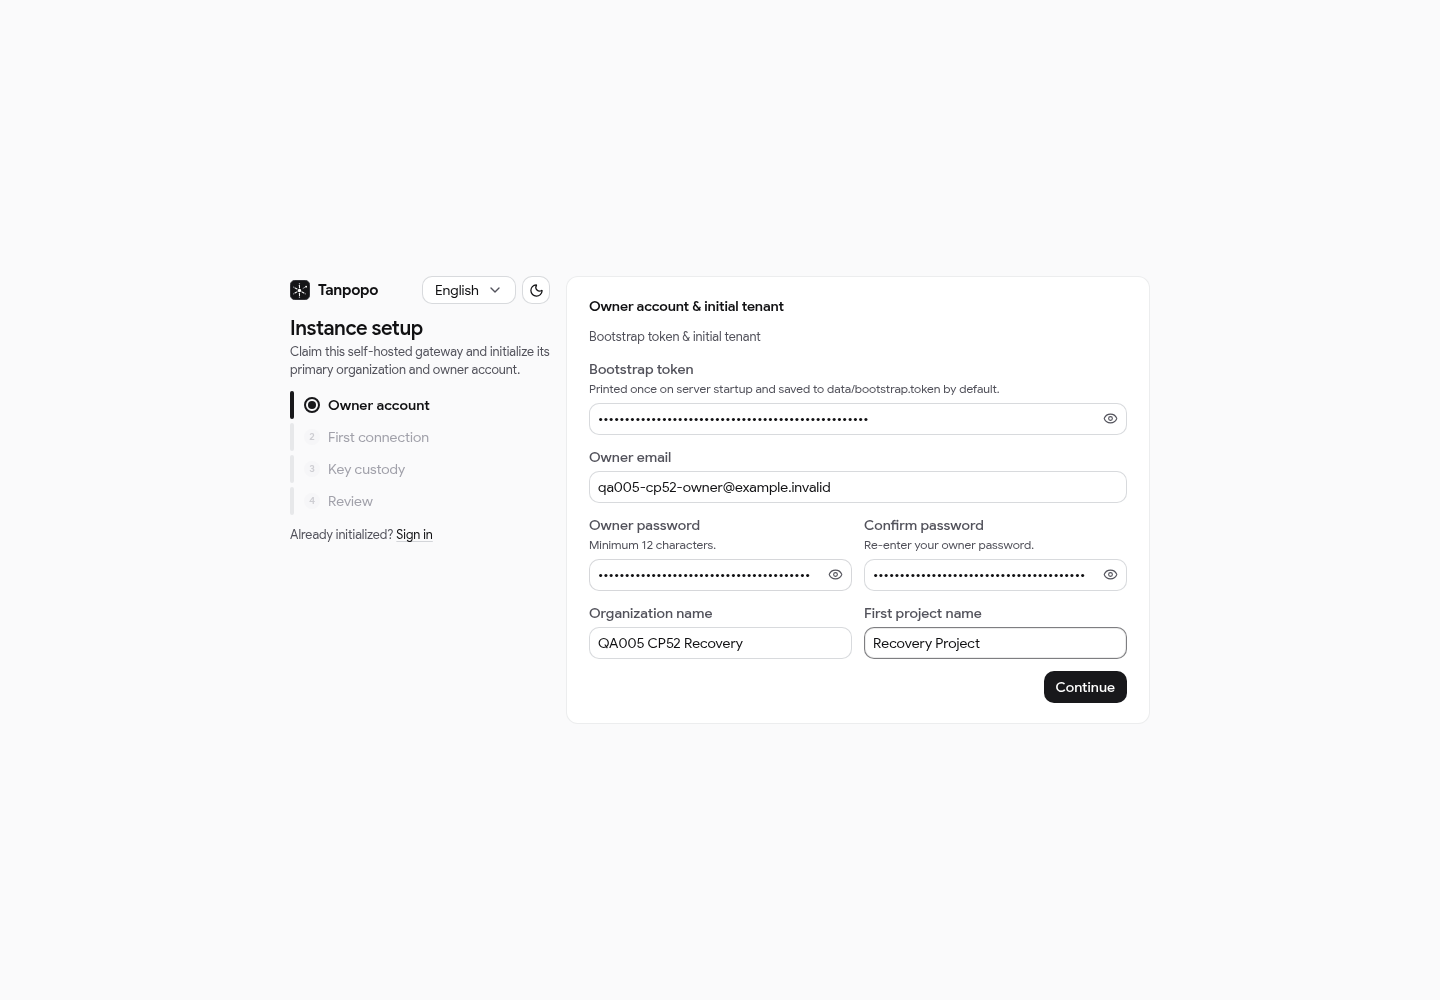 Tanpopo
English
Instance setup
Claim this self-hosted gateway and initialize its
primary organization and owner account.
Owner account
2 First connection
3 Key custody
4 Review
Already initialized? Sign in
Owner account & initial tenant
Bootstrap token & initial tenant
Bootstrap token
Printed once on server startup and saved to data/bootstrap.token by default.
Owner email
qa005-cp52-owner@example.invalid
Owner password
Minimum 12 characters.
Confirm password
Re-enter your owner password.
Organization name
QA005 CP52 Recovery
First project name
Recovery Project
Continue